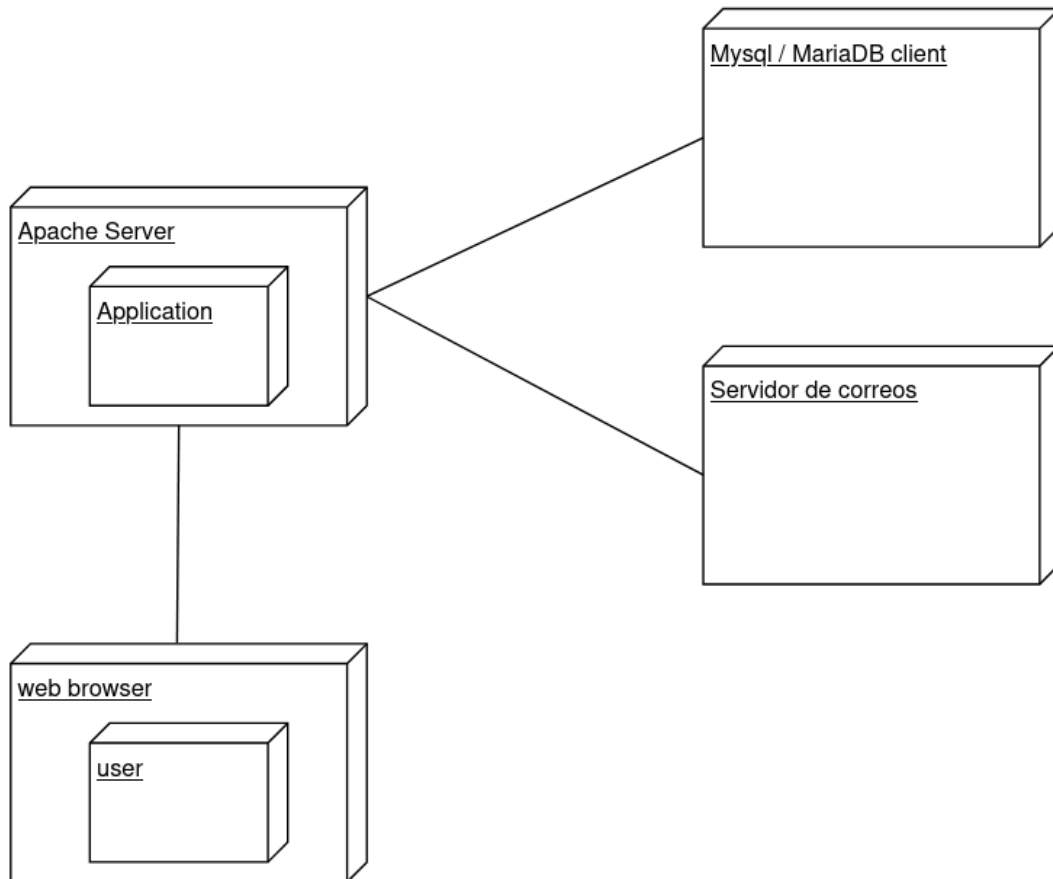 Mysql / MariaDB client
Apache Server
Application
Servidor de correos
web browser
user